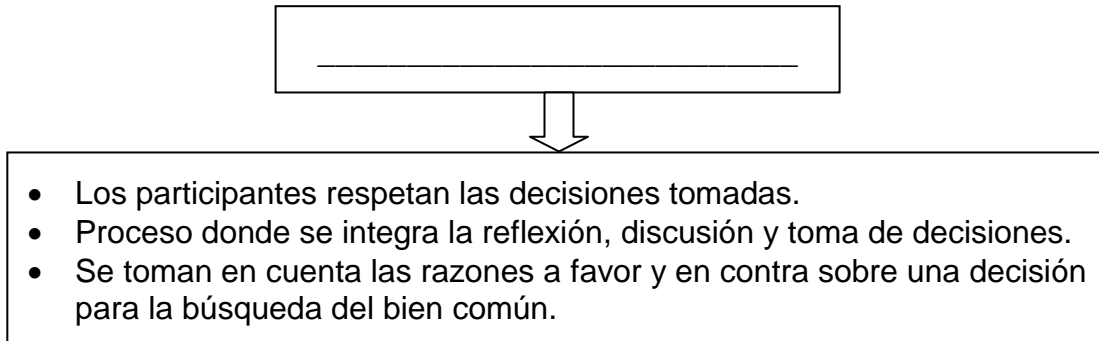 ____________________________
• Los participantes respetan las decisiones tomadas.
• Proceso donde se integra la reflexión, discusión y toma de decisiones.
• Se toman en cuenta las razones a favor y en contra sobre una decisión
para la búsqueda del bien común.